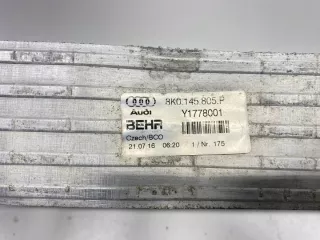 8K0.145.805.P
Audi Y1778001
BEHR
Czech/BCO
21.07.16 06:20 1/Nr. 175